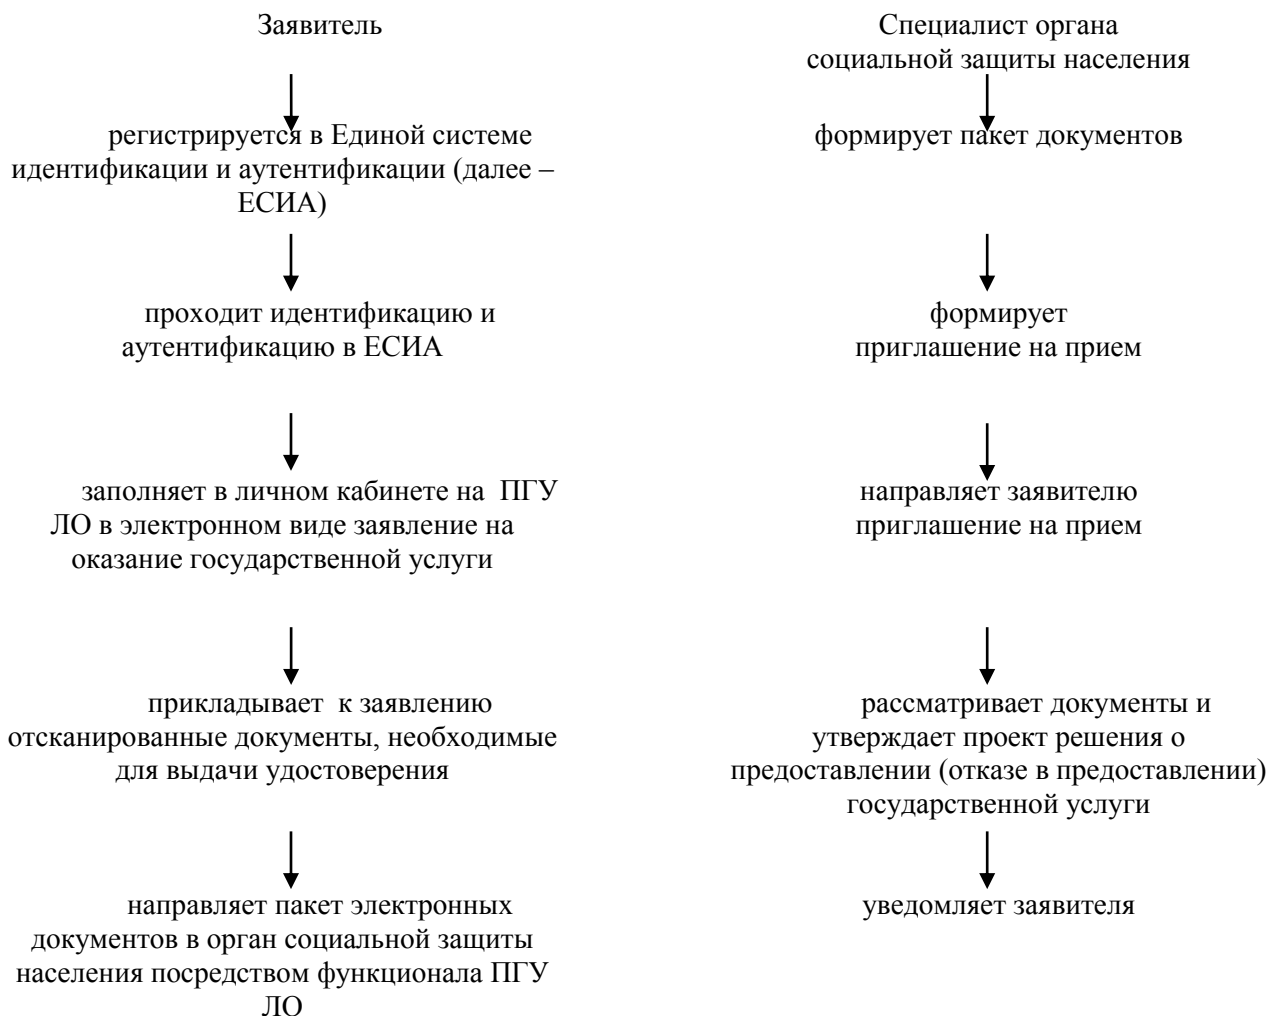 Заявитель
регистрируется в Единой системе
идентификации и аутентификации (далее –
ЕСИА)
проходит идентификацию и
аутентификацию в ЕСИА
заполняет в личном кабинете на ПГУ
ЛО в электронном виде заявление на
оказание государственной услуги
прикладывает к заявлению
отсканированные документы, необходимые
для выдачи удостоверения
направляет пакет электронных
документов в орган социальной защиты
населения посредством функционала ПГУ
ЛО
Специалист органа
социальной защиты населения
формирует пакет документов
формирует
приглашение на прием
направляет заявителю
приглашение на прием
рассматривает документы и
утверждает проект решения о
предоставлении (отказе в предоставлении)
государственной услуги
уведомляет заявителя